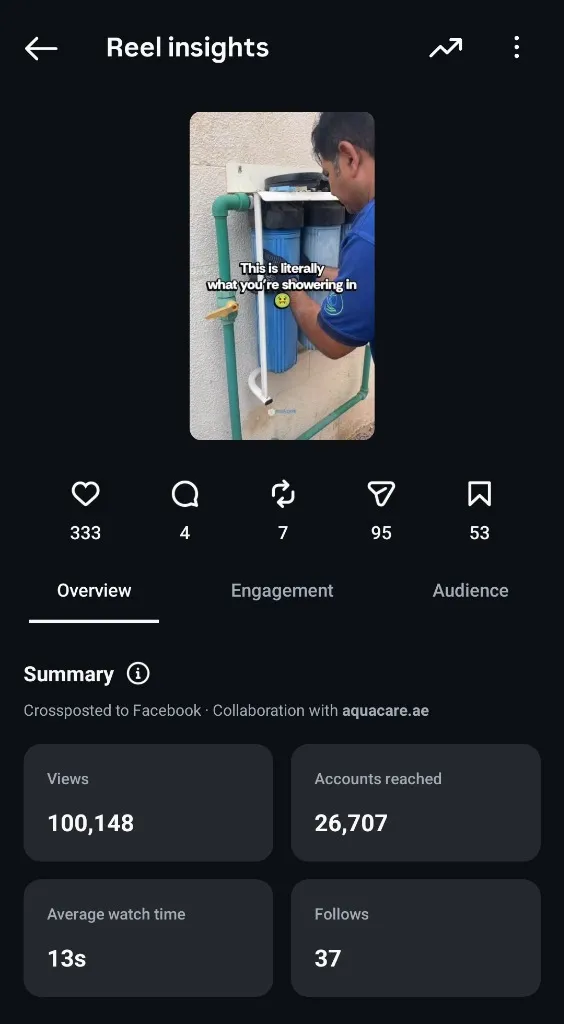 Reel insights
This is literally
what you're showering in
333
4
7
95
53
Overview
Engagement
Audience
Summary
Crossposted to Facebook · Collaboration with aquacare.ae
Views
Accounts reached
100,148
26,707
Average watch time
Follows
13s
37